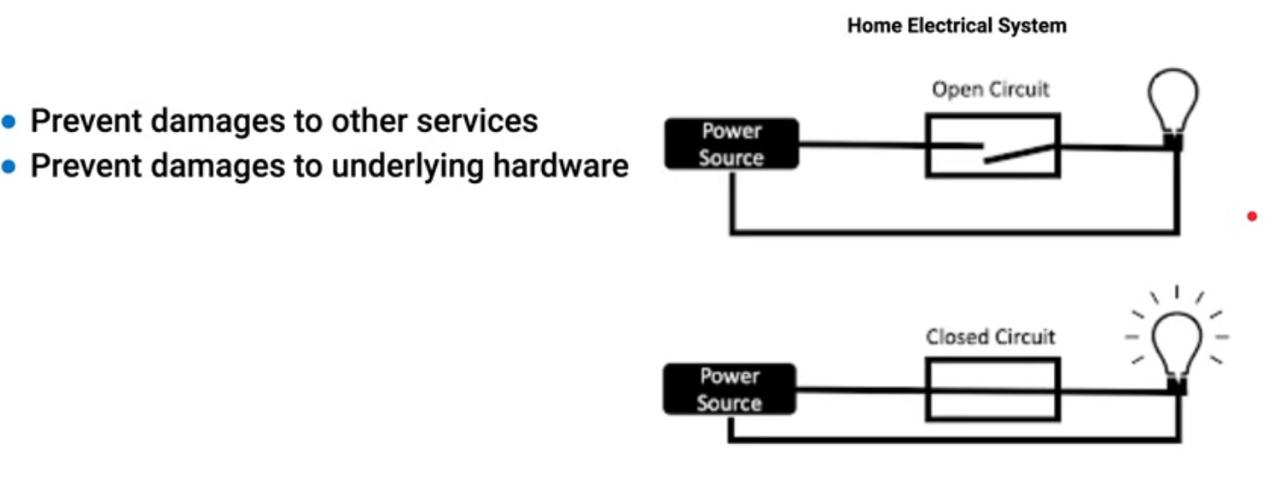 Home Electrical System
Prevent damages to other services
Prevent damages to underlying hardware
Open Circuit
Power
Source
Closed Circuit
Power
Source